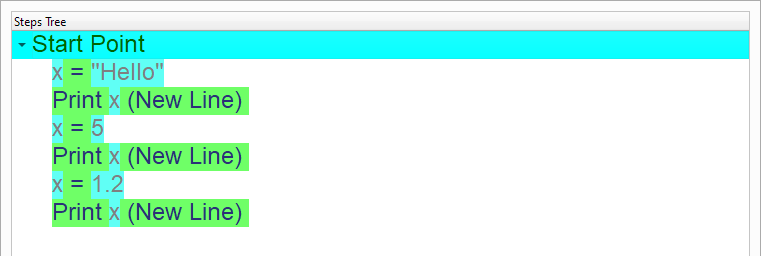 Steps Tree
Start Point
x = "Hello"
Print x (New Line)
x = 5
Print x (New Line)
x = 1.2
Print x (New Line)